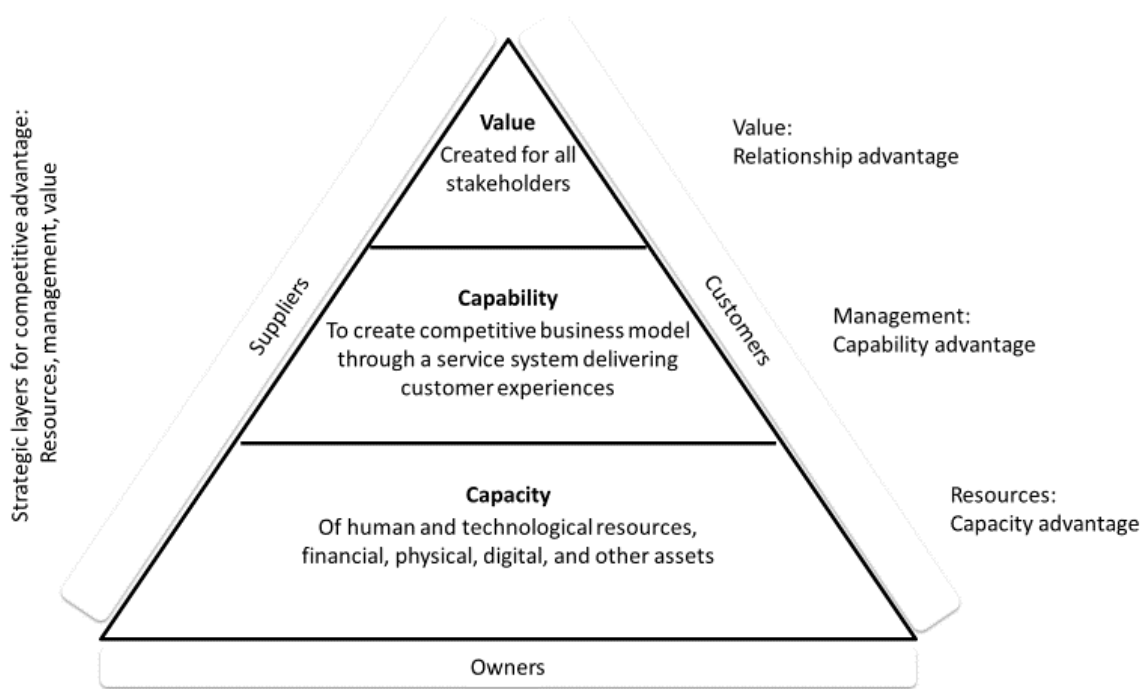 Strategic layers for competitive advantage:
Resources, management, value
Value
Created for all
stakeholders
Value:
Relationship advantage
Suppliers
Capability
To create competitive business model
through a service system delivering
customer experiences
Customers
Management:
Capability advantage
Capacity
Of human and technological resources,
financial, physical, digital, and other assets
Resources:
Capacity advantage
Owners